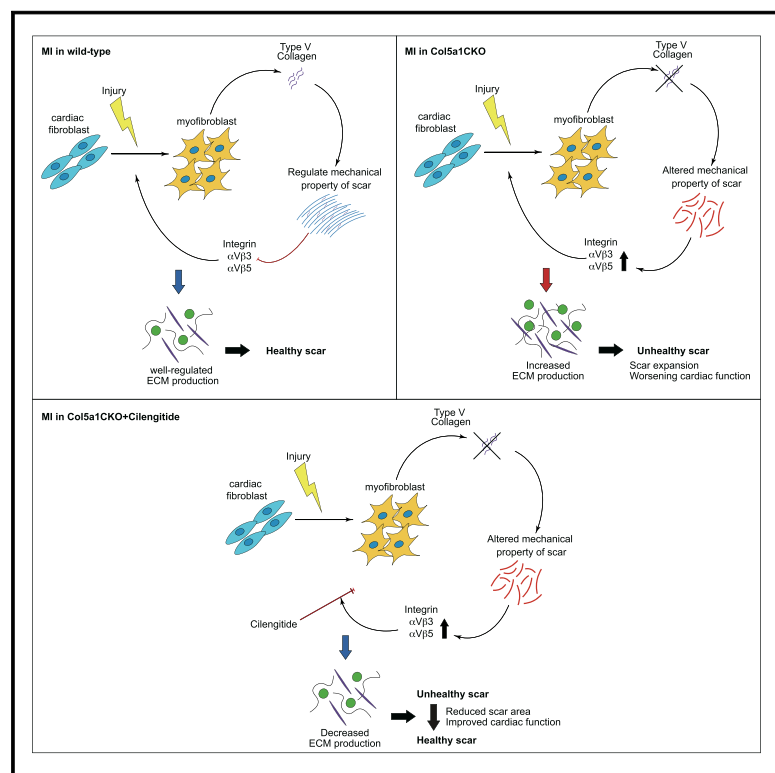 MI in wild-type
Type V
Collagen
Injury
cardiac
fibroblast
myofibroblast
Regulate mechanical
property of scar
Integrin
αVβ3
αVβ5
well-regulated
ECM production
Healthy scar
MI in Col5a1CKO
Type V
Collagen
Injury
cardiac
fibroblast
myofibroblast
Altered mechanical
property of scar
Integrin
αVβ3
αVβ5
Increased
ECM production
Unhealthy scar
Scar expansion
Worsening cardiac function
MI in Col5a1CKO+Cilengitide
Type V
Collagen
Injury
cardiac
fibroblast
myofibroblast
Altered mechanical
property of scar
Integrin
αVβ3
αVβ5
Cilengitide
Decreased
ECM production
Unhealthy scar
Reduced scar area
Improved cardiac function
Healthy scar